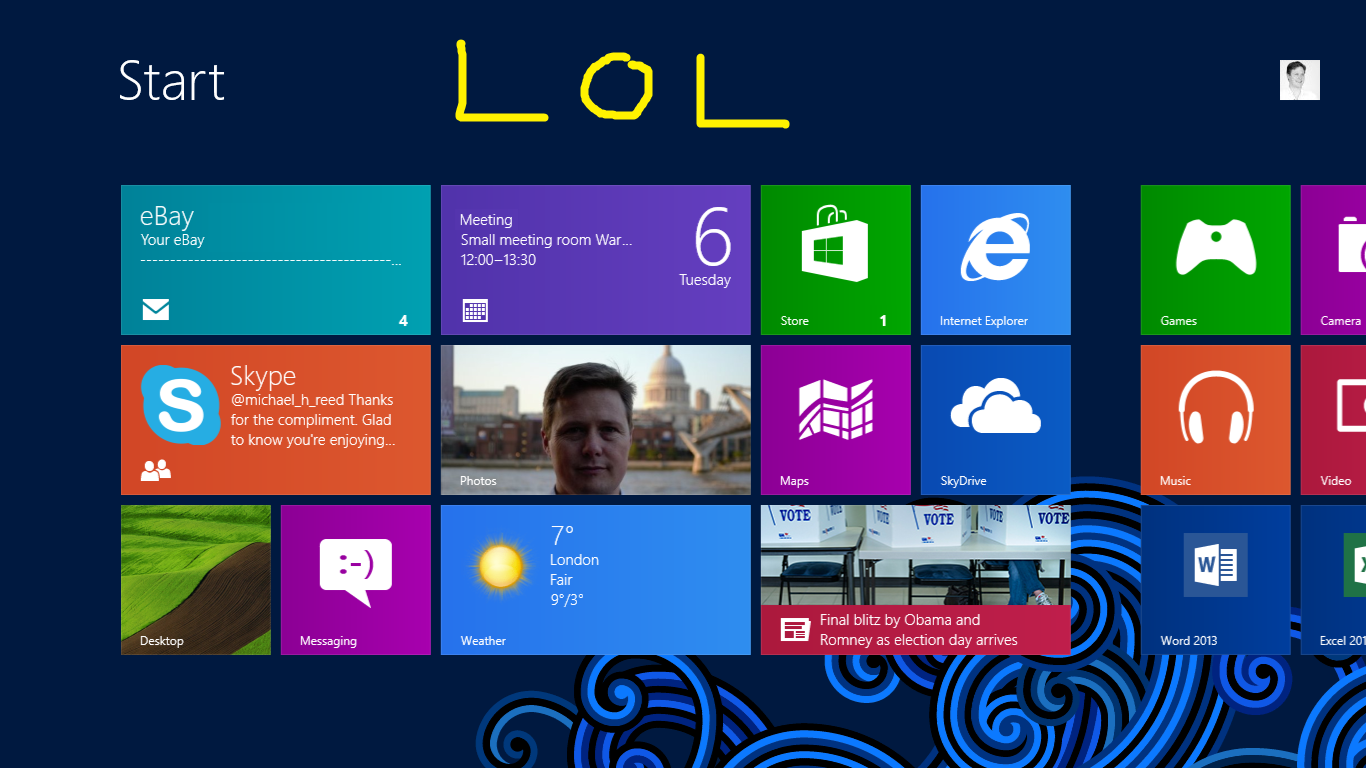 Start
LOL
eBay
Your eBay
------------------------------------------...
4
Meeting
Small meeting room War...
12:00–13:30
6
Tuesday
Store
1
Internet Explorer
Games
Camera
S
Skype
@michael_h_reed Thanks
for the compliment. Glad
to know you're enjoying...
Photos
Maps
SkyDrive
Music
Video
Desktop
:-)
Messaging
7°
London
Fair
9°/3°
Weather
VOTE
VOTE
VOTE
Final blitz by Obama and
Romney as election day arrives
W
Word 2013
Excel 201